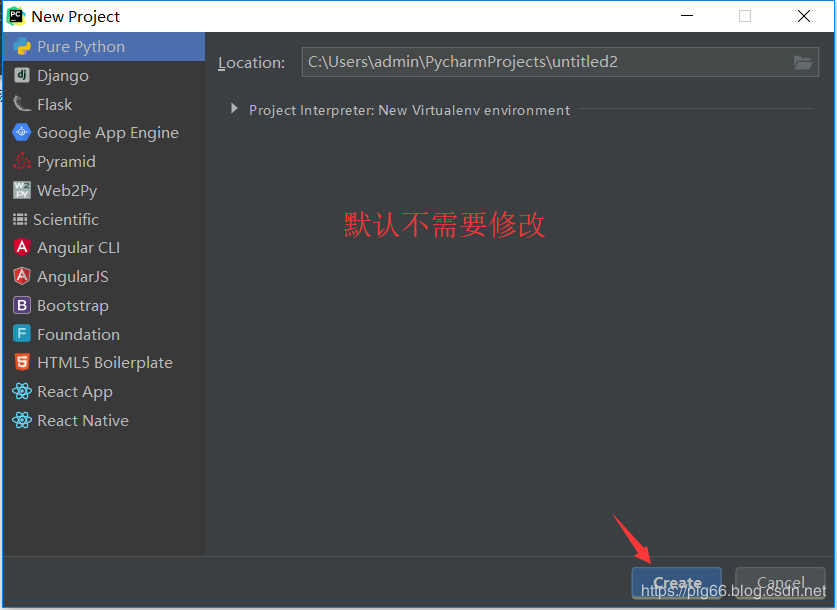 New Project
Pure Python
Django
Flask
Google App Engine
Pyramid
Web2Py
Scientific
Angular CLI
AngularJS
Bootstrap
Foundation
HTML5 Boilerplate
React App
React Native
Location: C:\Users\admin\PycharmProjects\untitled2
Project Interpreter: New Virtualenv environment
默认不需要修改
Create Cancel
https://pig66.blog.csdn.net